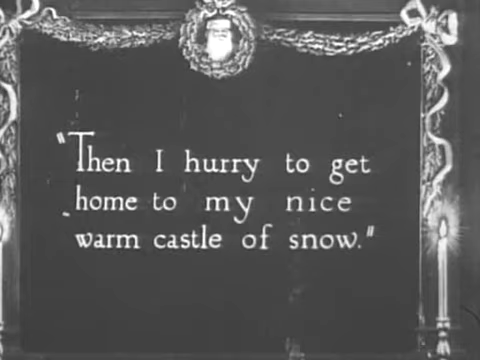 "Then I hurry to get
home to my nice
warm castle of snow."